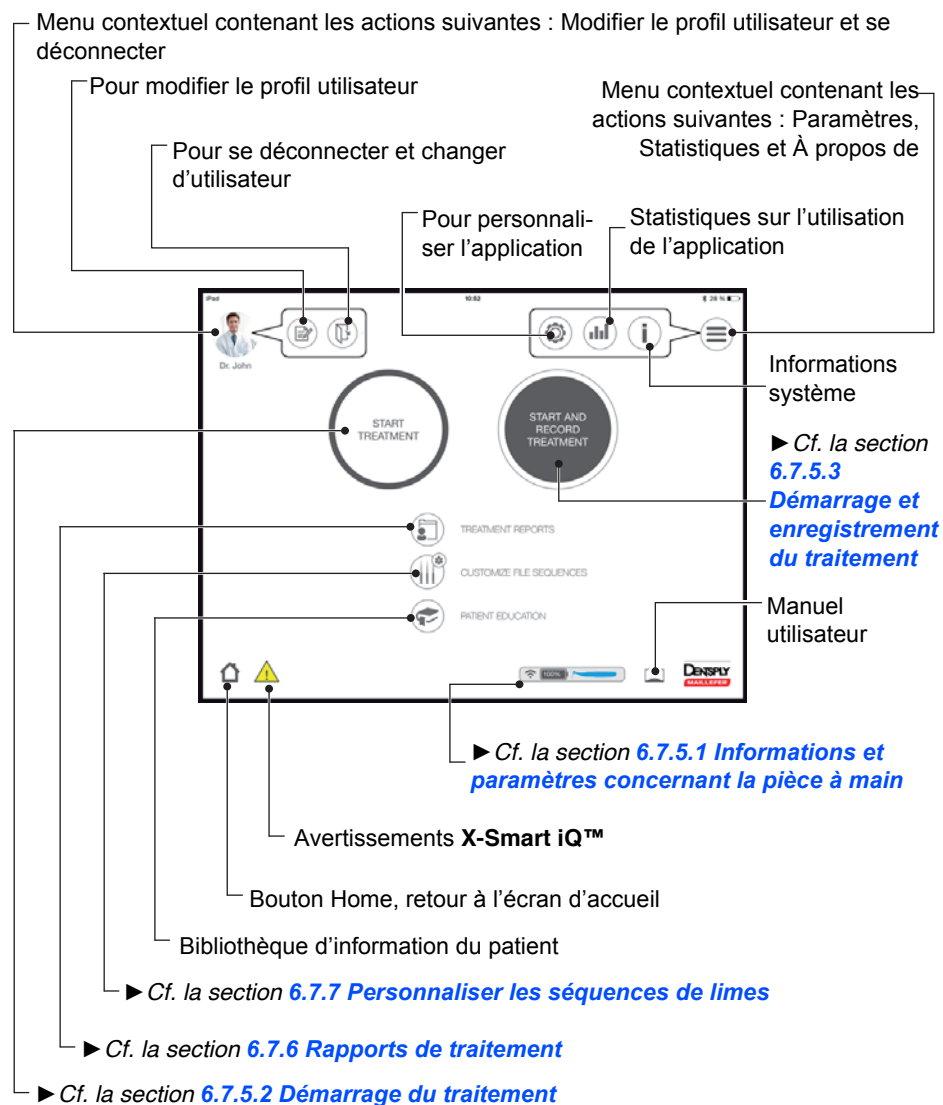 Menu contextuel contenant les actions suivantes : Modifier le profil utilisateur et se
déconnecter
Pour modifier le profil utilisateur
Menu contextuel contenant les
actions suivantes : Paramètres,
Statistiques et À propos de
Pour se déconnecter et changer
d’utilisateur
Pour personnali-
ser l’application
Statistiques sur l’utilisation
de l’application
iPad
10:52
28 %
Dr. John
Informations
système
START
TREATMENT
START AND
RECORD
TREATMENT
►Cf. la section
6.7.5.3
Démarrage et
enregistrement
du traitement
TREATMENT REPORTS
CUSTOMIZE FILE SEQUENCES
PATIENT EDUCATION
Manuel
utilisateur
100%
DENTSPLY
MAILLEFER
►Cf. la section 6.7.5.1 Informations et
paramètres concernant la pièce à main
Avertissements X-Smart iQ™
Bouton Home, retour à l’écran d’accueil
Bibliothèque d’information du patient
►Cf. la section 6.7.7 Personnaliser les séquences de limes
►Cf. la section 6.7.6 Rapports de traitement
►Cf. la section 6.7.5.2 Démarrage du traitement